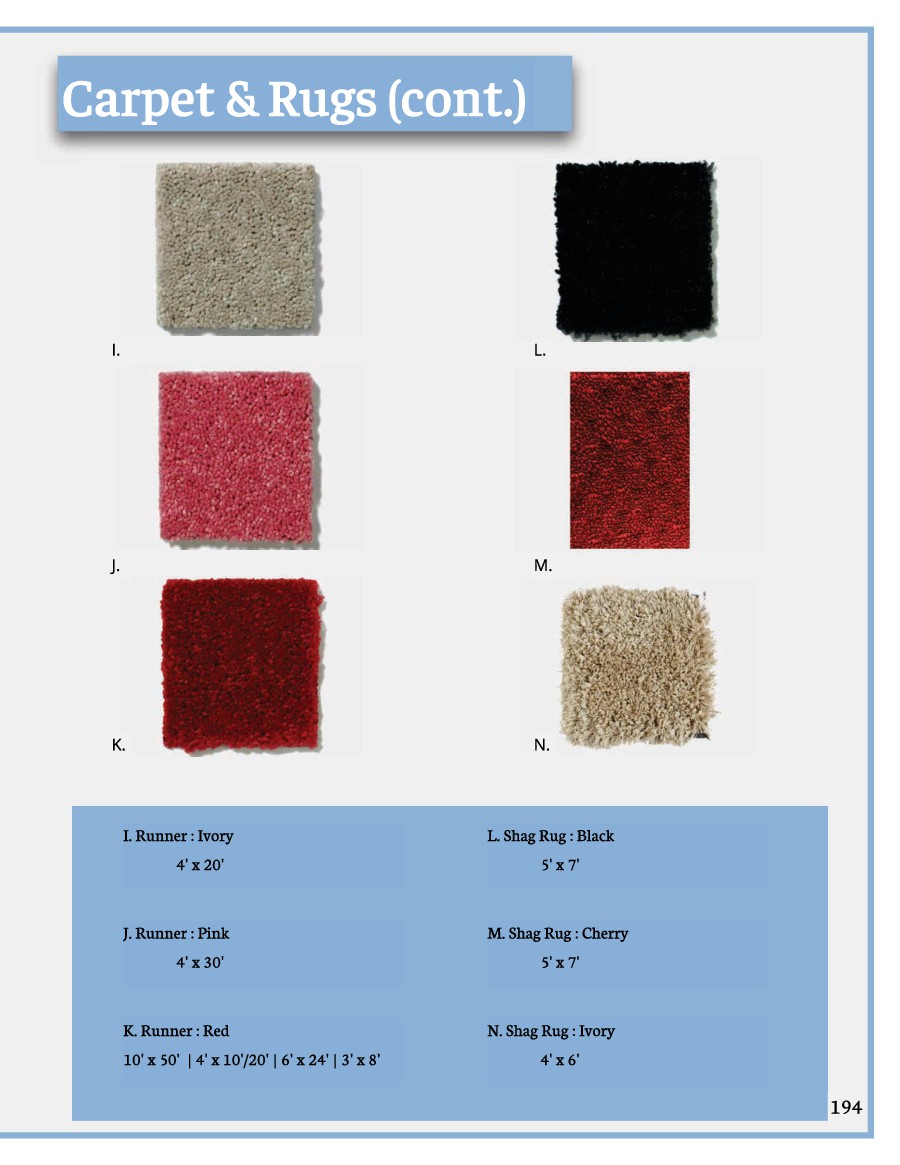 Carpet & Rugs (cont.)
I.
L.
J.
M.
K.
N.
I. Runner : Ivory
4' x 20'
J. Runner : Pink
4' x 30'
K. Runner : Red
10' x 50' | 4' x 10'/20' | 6' x 24' | 3' x 8'
L. Shag Rug : Black
5' x 7'
M. Shag Rug : Cherry
5' x 7'
N. Shag Rug : Ivory
4' x 6'
194